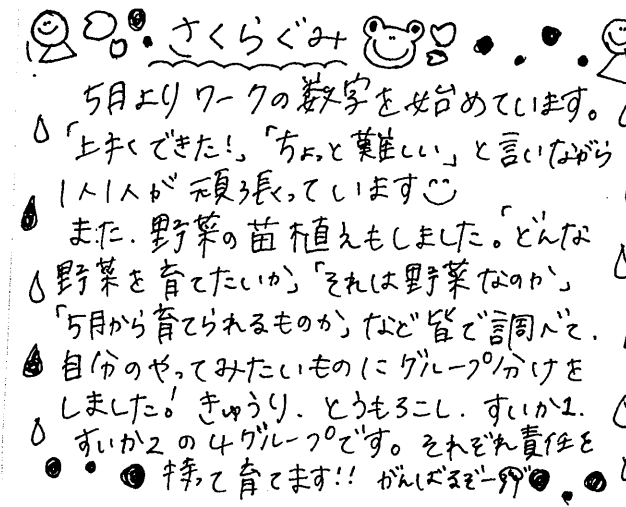 さくらぐみ
5月よりワークの数字を始めています。
「上手くできた!」「ちょっと難しい」と言いながら
1人1人が頑張っています
また、野菜の苗植えもしました。「どんな
野菜を育てたいか」「それは野菜なのか」
「5月から育てられるものか」など皆で調べて、
自分のやってみたいものにグループ分けを
しました! きゅうり、とうもろこし、すいか1、
すいか2の4グループです。それぞれ責任を
持って育てます!! がんばるぞー